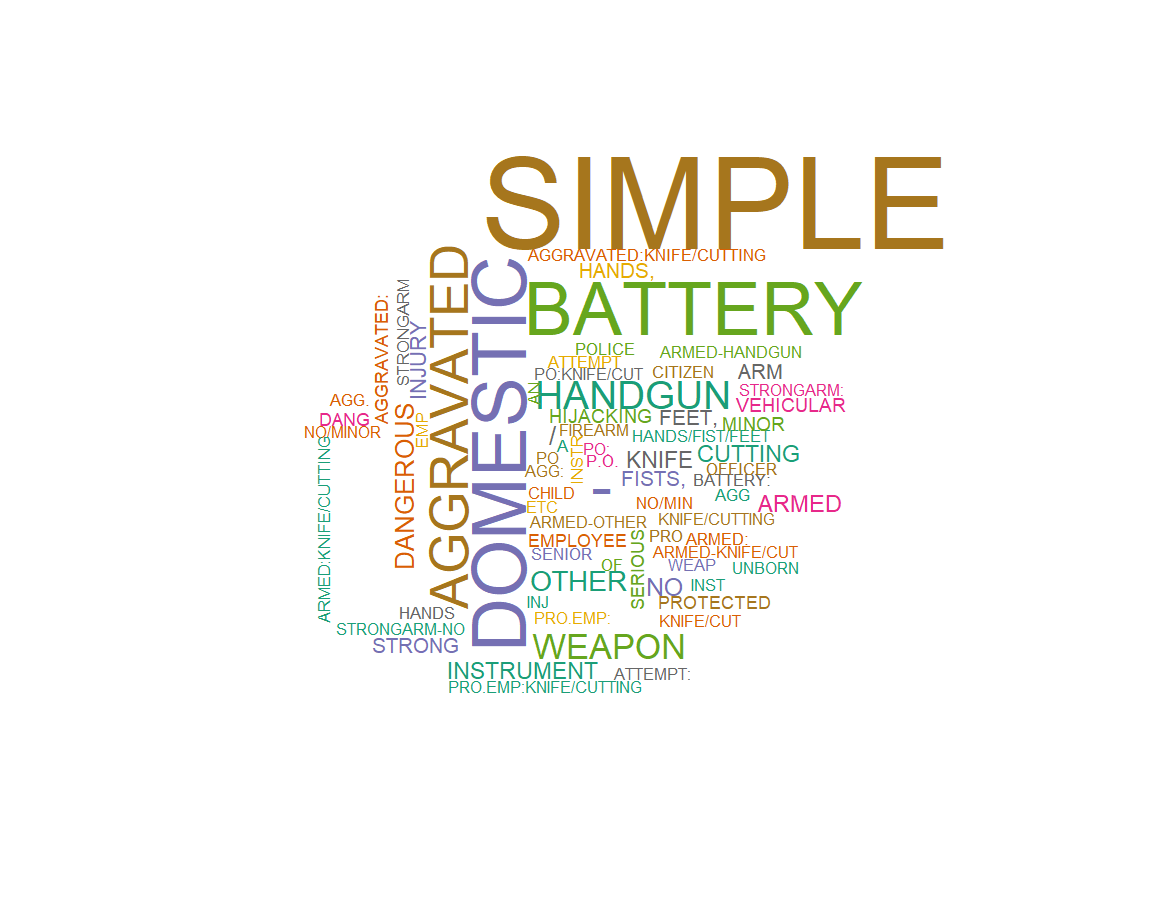 SIMPLE
AGGRAVATED:KNIFE/CUTTING
HANDS,
BATTERY
DOMESTIC
AGGRAVATED
STRONGARM
INJURY
AGGRAVATED:
POLICE
ARMED-HANDGUN
ATTEMPT
PO:KNIFE/CUT
CITIZEN
ARM
AN
HANDGUN
STRONGARM:
VEHICULAR
AGG.
DANG
NO/MINOR
DANGEROUS
EMP
HIJACKING
FEET,
MINOR
/
FIREARM
HANDS/FIST/FEET
A
INSTR
PO:
PO
P.O.
KNIFE
CUTTING
AGG:
OFFICER
FISTS,
BATTERY:
-
CHILD
AGG
ETC
NO/MIN
ARMED
ARMED-OTHER
KNIFE/CUTTING
EMPLOYEE
SERIOUS
PRO
ARMED:
SENIOR
ARMED-KNIFE/CUT
OF
WEAP
UNBORN
OTHER
NO
INST
ARMED:KNIFE/CUTTING
INJ
PROTECTED
HANDS
PRO.EMP:
KNIFE/CUT
STRONGARM-NO
STRONG
WEAPON
INSTRUMENT
ATTEMPT:
PRO.EMP:KNIFE/CUTTING